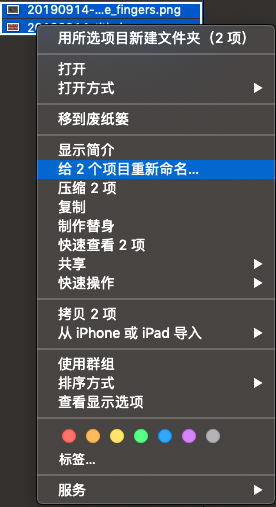 20190914-...e_fingers.png
用所选项目新建文件夹（2 项）
打开
打开方式
移到废纸篓
显示简介
给 2 个项目重新命名...
压缩 2 项
复制
制作替身
快速查看 2 项
共享
快速操作
拷贝 2 项
从 iPhone 或 iPad 导入
使用群组
排序方式
查看显示选项
标签...
服务